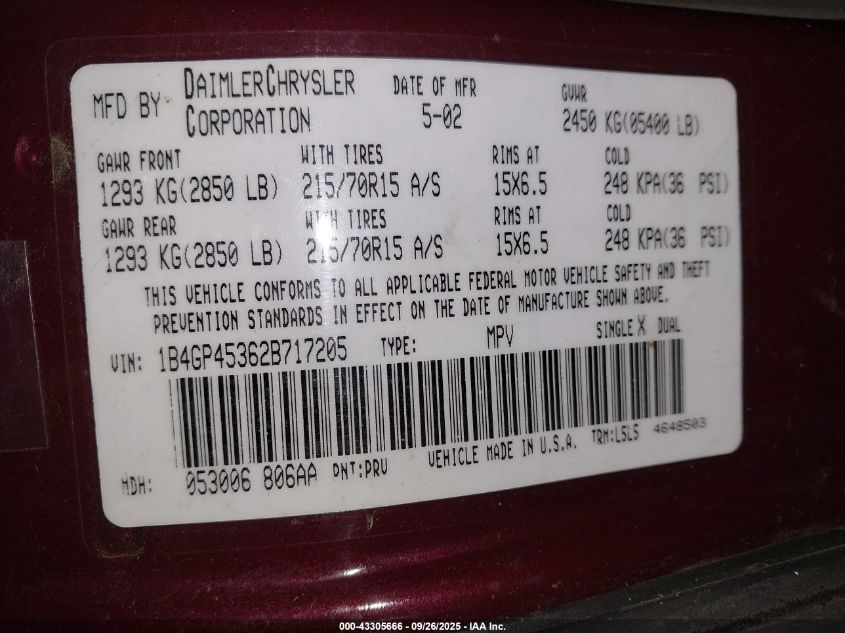 MFD BY DAIMLERCHRYSLER CORPORATION DATE OF MFR 5-02 GVWR 2450 KG(05400 LB)
GAWR FRONT WITH TIRES RIMS AT COLD
1293 KG(2850 LB) 215/70R15 A/S 15X6.5 248 KPA(36 PSI)
GAWR REAR WITH TIRES RIMS AT COLD
1293 KG(2850 LB) 215/70R15 A/S 15X6.5 248 KPA(36 PSI)
THIS VEHICLE CONFORMS TO ALL APPLICABLE FEDERAL MOTOR VEHICLE SAFETY AND THEFT
PREVENTION STANDARDS IN EFFECT ON THE DATE OF MANUFACTURE SHOWN ABOVE.
VIN: 1B4GP45362B717205 TYPE: MPV SINGLE X DUAL
MDH: 053006 806AA PNT:PRV VEHICLE MADE IN U.S.A. TRM:L5L5 4648503
000-43305666 - 09/26/2025 - IAA Inc.